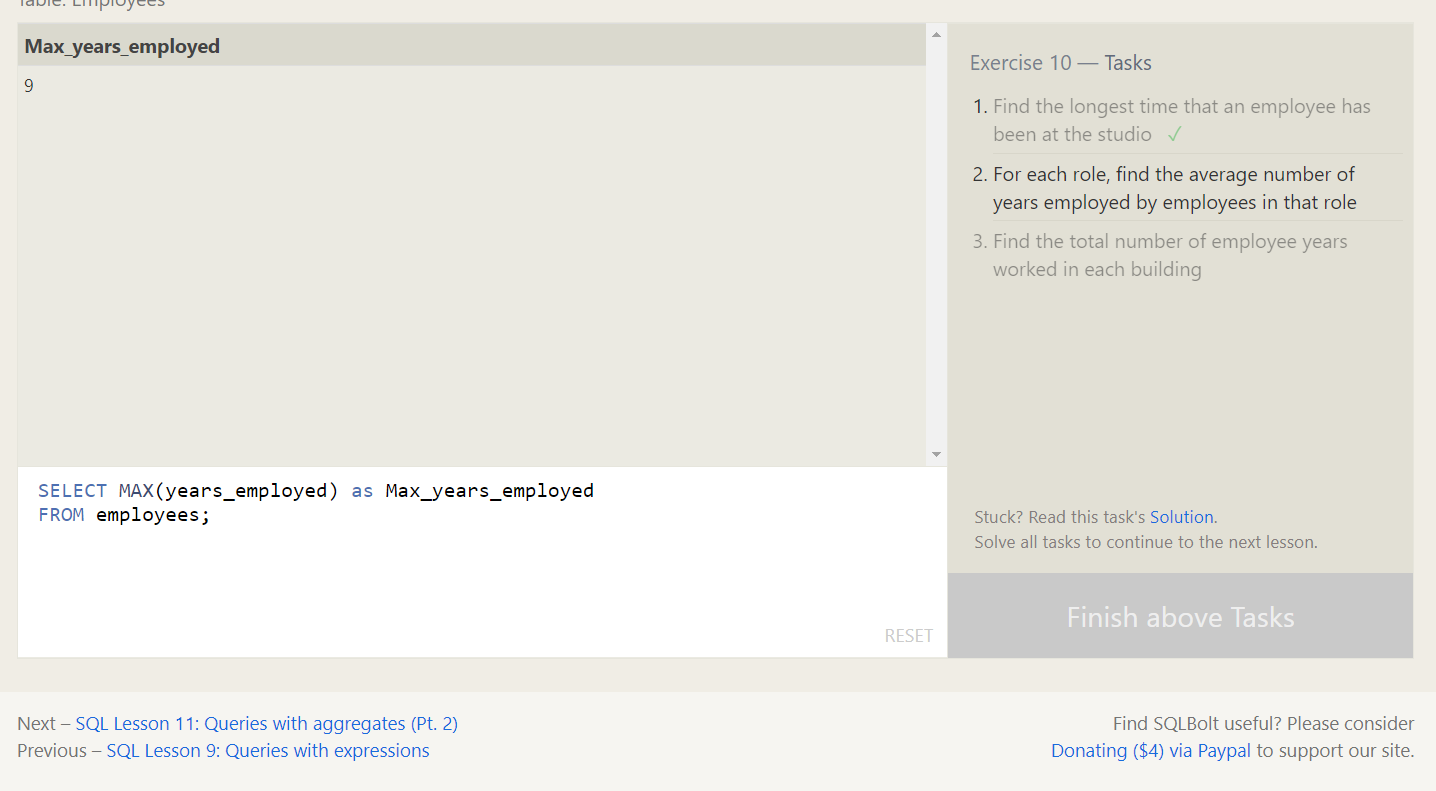 Table: Employees
Max_years_employed
9
SELECT MAX(years_employed) as Max_years_employed
FROM employees;
RESET
Exercise 10 — Tasks
1. Find the longest time that an employee has
been at the studio ✓
2. For each role, find the average number of
years employed by employees in that role
3. Find the total number of employee years
worked in each building
Stuck? Read this task's Solution.
Solve all tasks to continue to the next lesson.
Finish above Tasks
Next – SQL Lesson 11: Queries with aggregates (Pt. 2)
Previous – SQL Lesson 9: Queries with expressions
Find SQLBolt useful? Please consider
Donating ($4) via Paypal to support our site.